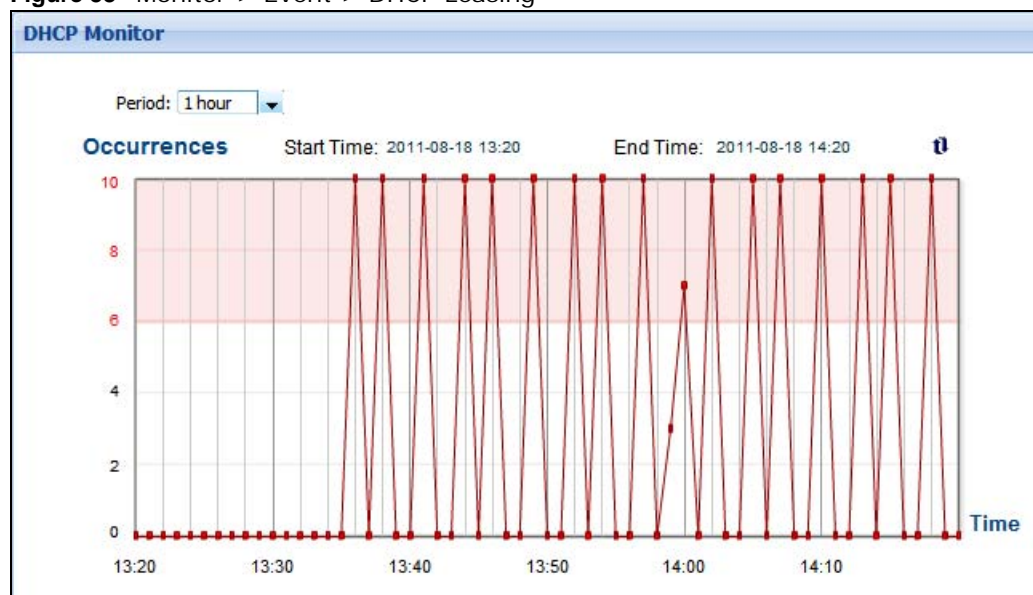 Figure 55 Monitor > Event > DHCP Leasing
DHCP Monitor
Period: 1 hour
Occurrences Start Time: 2011-08-18 13:20 End Time: 2011-08-18 14:20
10
8
6
4
2
0
Time
13:20 13:30 13:40 13:50 14:00 14:10